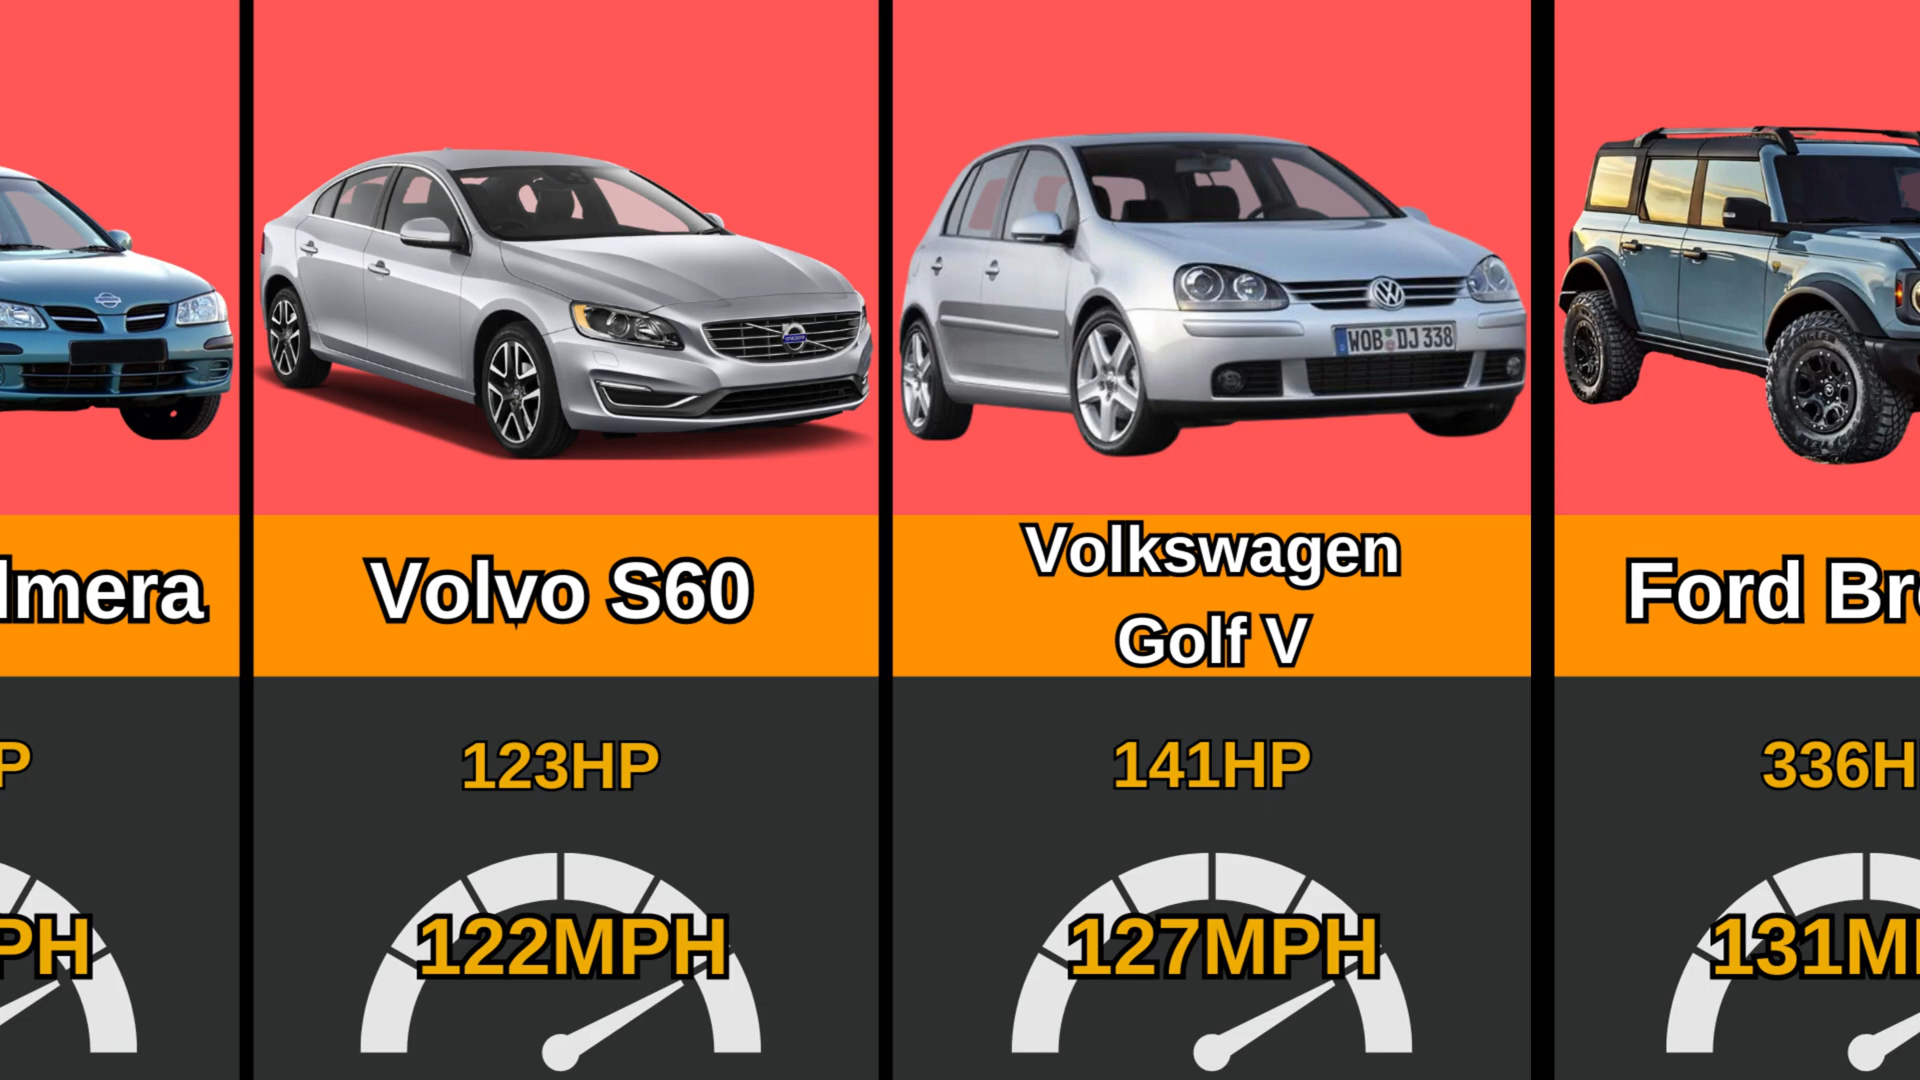 WOB DJ 338
lmera
Volvo S60
Volkswagen
Golf V
Ford Br
P
123HP
141HP
336H
PH
122MPH
127MPH
131M